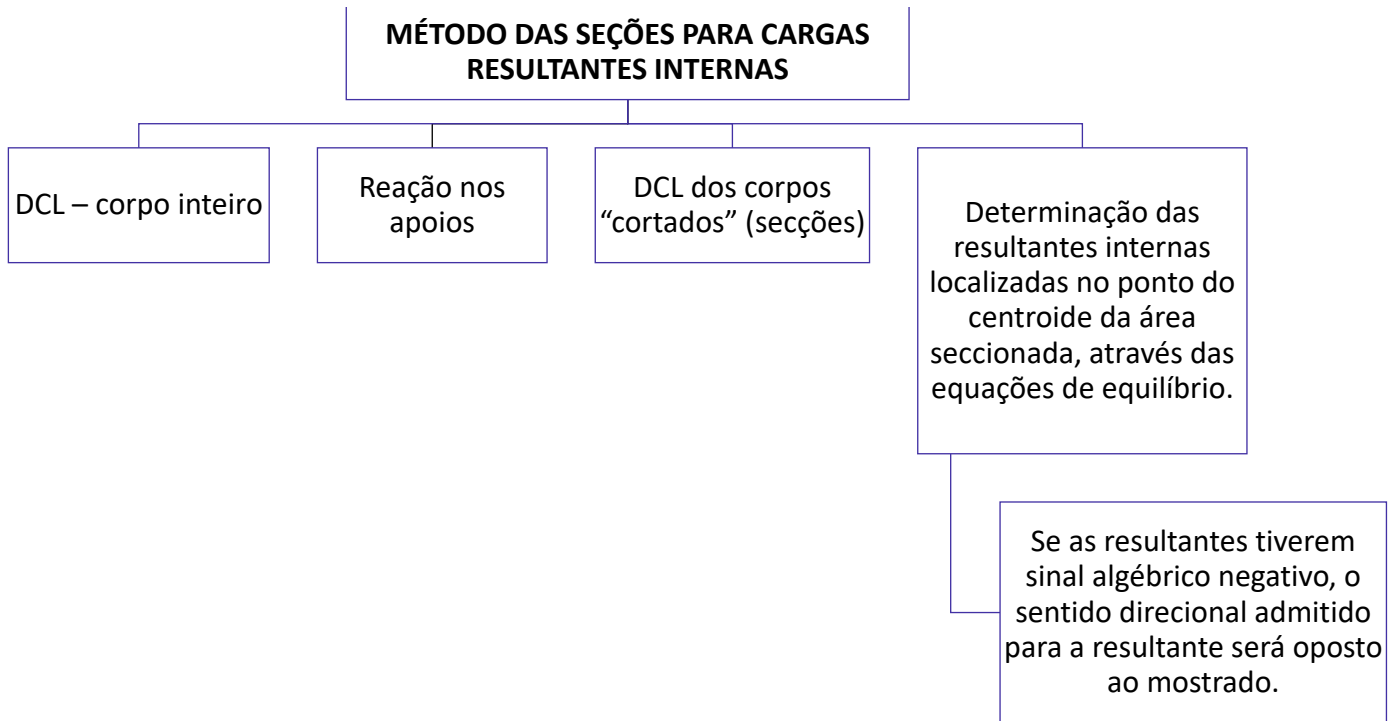 MÉTODO DAS SEÇÕES PARA CARGAS
RESULTANTES INTERNAS
DCL – corpo inteiro
Reação nos
apoios
DCL dos corpos
“cortados” (secções)
Determinação das
resultantes internas
localizadas no ponto do
centroide da área
seccionada, através das
equações de equilíbrio.
Se as resultantes tiverem
sinal algébrico negativo, o
sentido direcional admitido
para a resultante será oposto
ao mostrado.